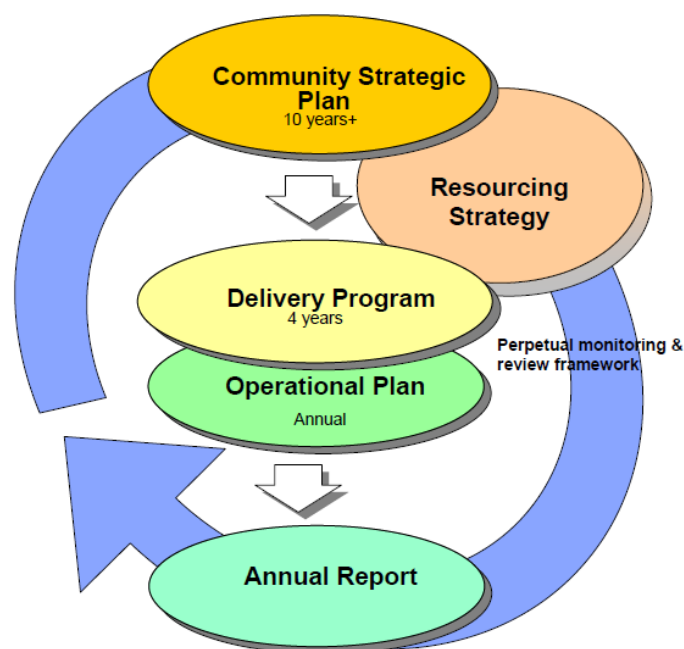 Community Strategic
Plan
10 years+
Resourcing
Strategy
Delivery Program
4 years
Perpetual monitoring &
review framework
Operational Plan
Annual
Annual Report